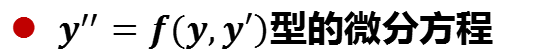 ● y′′ = f(y, y′)型的微分方程